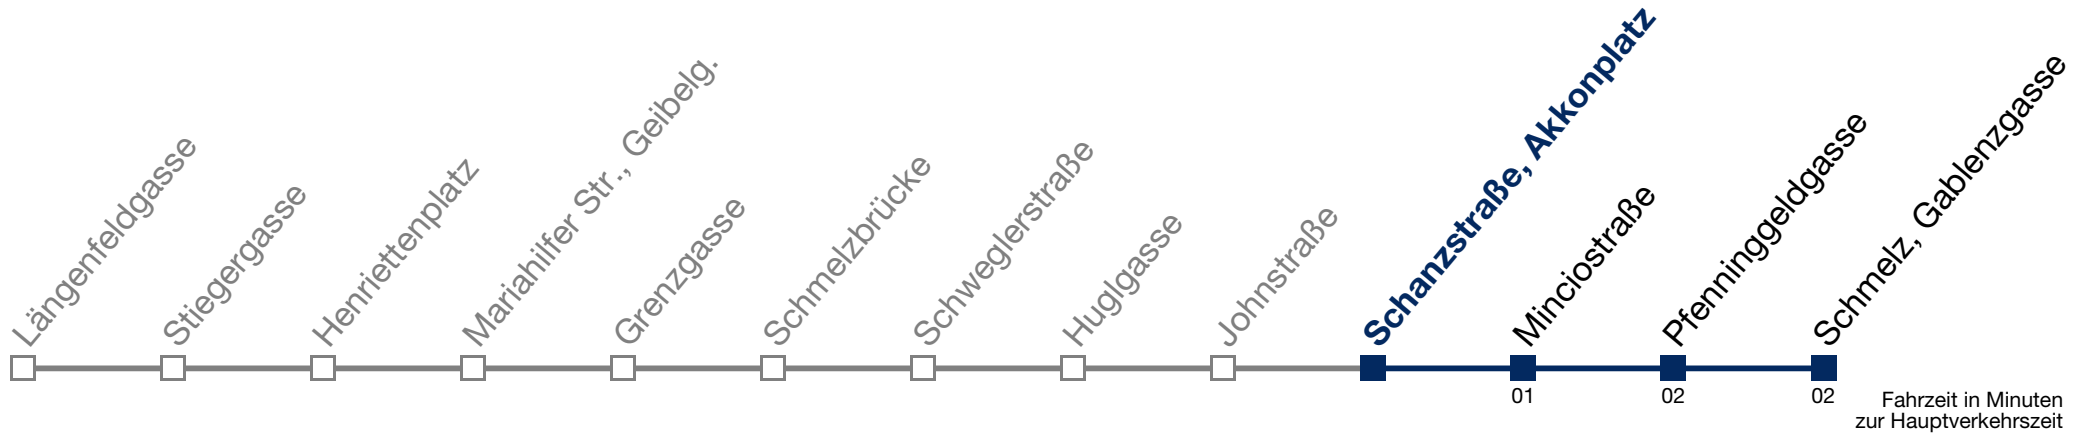 Längenfeldgasse
Stiegergasse
Henriettenplatz
Mariahilfer Str., Geibelg.
Grenzgasse
Schmelzbrücke
Schweglerstraße
Huglgasse
Johnstraße
Schanzstraße, Akkonplatz
Minciostraße
Pfenninggeldgasse
Schmelz, Gablenzgasse
01
02
02
Fahrzeit in Minuten
zur Hauptverkehrszeit